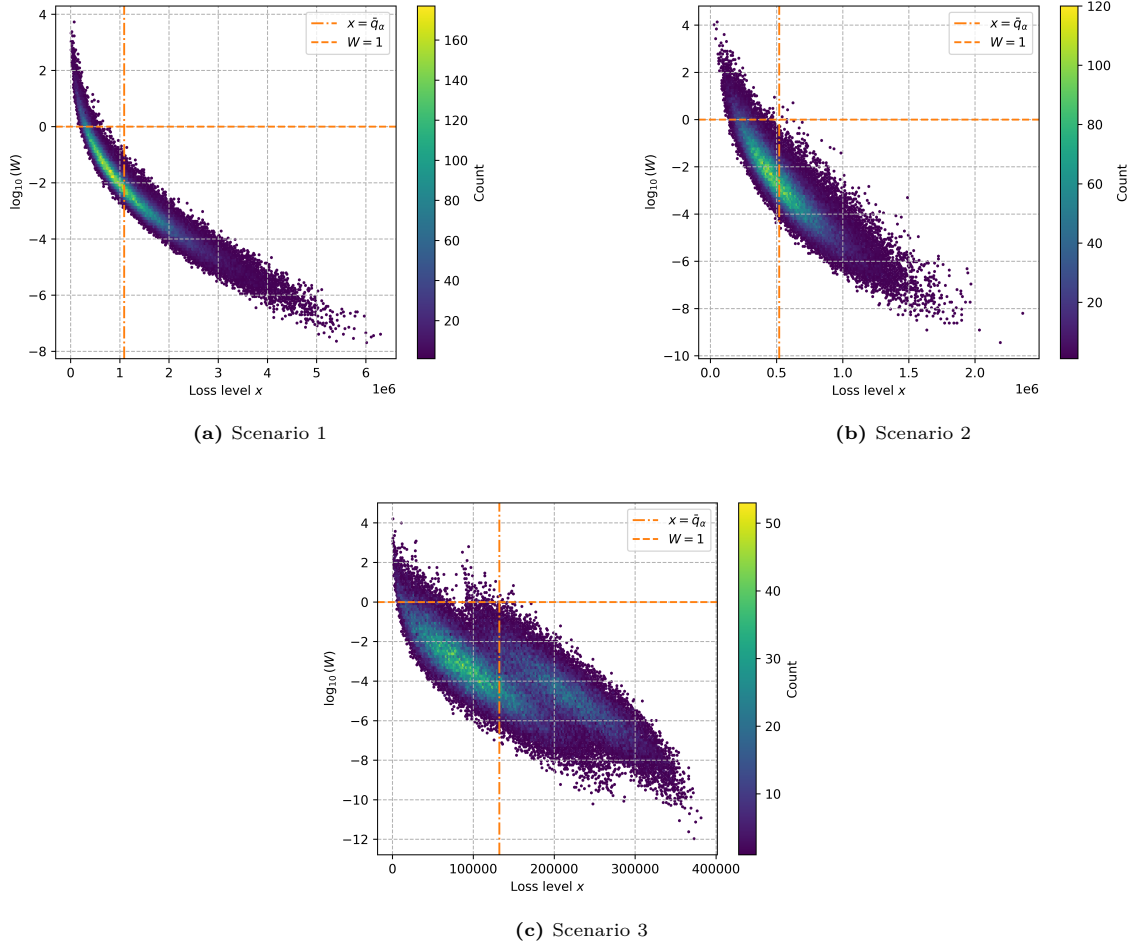 4
2
0
−2
−4
−6
−8
log₁₀(W)
0 1 2 3 4 5 6
1e6
Loss level x
x = q̄α
W = 1
160
140
120
100
80
60
40
20
Count
(a) Scenario 1
4
2
0
−2
−4
−6
−8
−10
log₁₀(W)
0.0 0.5 1.0 1.5 2.0
1e6
Loss level x
x = q̄α
W = 1
120
100
80
60
40
20
Count
(b) Scenario 2
4
2
0
−2
−4
−6
−8
−10
−12
log₁₀(W)
0 100000 200000 300000 400000
Loss level x
x = q̄α
W = 1
50
40
30
20
10
Count
(c) Scenario 3